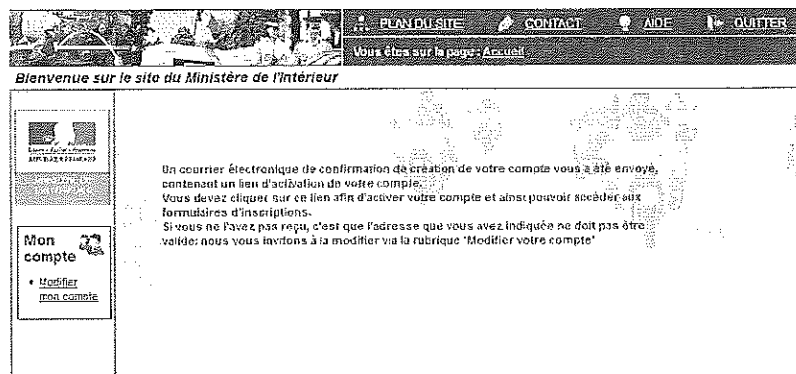 PLAN DU SITE CONTACT AIDE QUITTER
Vous êtes sur la page : Accueil
Bienvenue sur le site du Ministère de l'Intérieur
RÉPUBLIQUE FRANÇAISE
Un courrier électronique de confirmation de création de votre compte vous a été envoyé,
contenant un lien d'activation de votre compte.
Vous devez cliquer sur ce lien afin d'activer votre compte et ainsi pouvoir accéder aux
formulaires d'inscriptions.
Si vous ne l'avez pas reçu, c'est que l'adresse que vous avez indiquée ne doit pas être
valide: nous vous invitons à la modifier via la rubrique "Modifier votre compte"
Mon
compte
• Modifier
mon compte